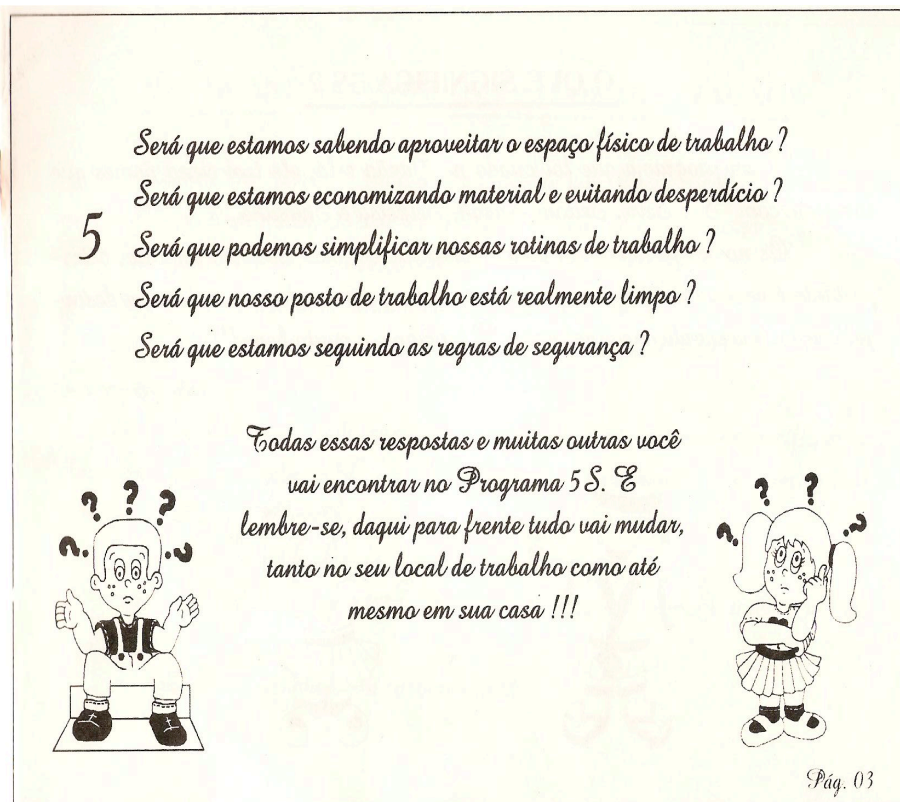 Será que estamos sabendo aproveitar o espaço físico de trabalho ?
Será que estamos economizando material e evitando desperdício ?
5 Será que podemos simplificar nossas rotinas de trabalho ?
Será que nosso posto de trabalho está realmente limpo ?
Será que estamos seguindo as regras de segurança ?
Todas essas respostas e muitas outras você
vai encontrar no Programa 5 S. E
lembre-se, daqui para frente tudo vai mudar,
tanto no seu local de trabalho como até
mesmo em sua casa !!!
? ? ? ? ?
? ? ? ?
Pág. 03